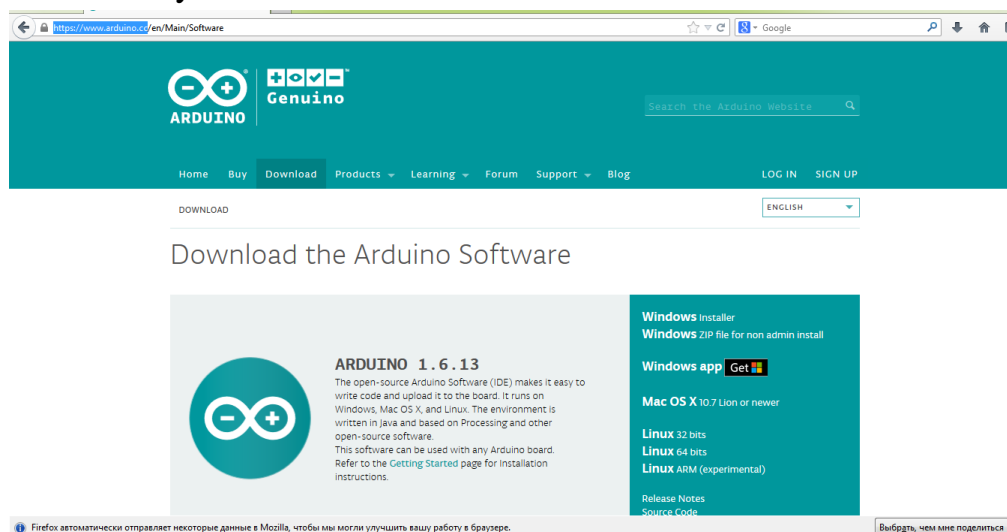 https://www.arduino.cc/en/Main/Software
Google
ARDUINO
Genuino
Search the Arduino Website
Home Buy Download Products Learning Forum Support Blog LOG IN SIGN UP
DOWNLOAD
ENGLISH
Download the Arduino Software
ARDUINO 1.6.13
The open-source Arduino Software (IDE) makes it easy to
write code and upload it to the board. It runs on
Windows, Mac OS X, and Linux. The environment is
written in Java and based on Processing and other
open-source software.
This software can be used with any Arduino board.
Refer to the Getting Started page for Installation
instructions.
Windows Installer
Windows ZIP file for non admin install
Windows app Get
Mac OS X 10.7 Lion or newer
Linux 32 bits
Linux 64 bits
Linux ARM (experimental)
Release Notes
Source Code
Firefox автоматически отправляет некоторые данные в Mozilla, чтобы мы могли улучшить вашу работу в браузере.
Выбрать, чем мне поделиться